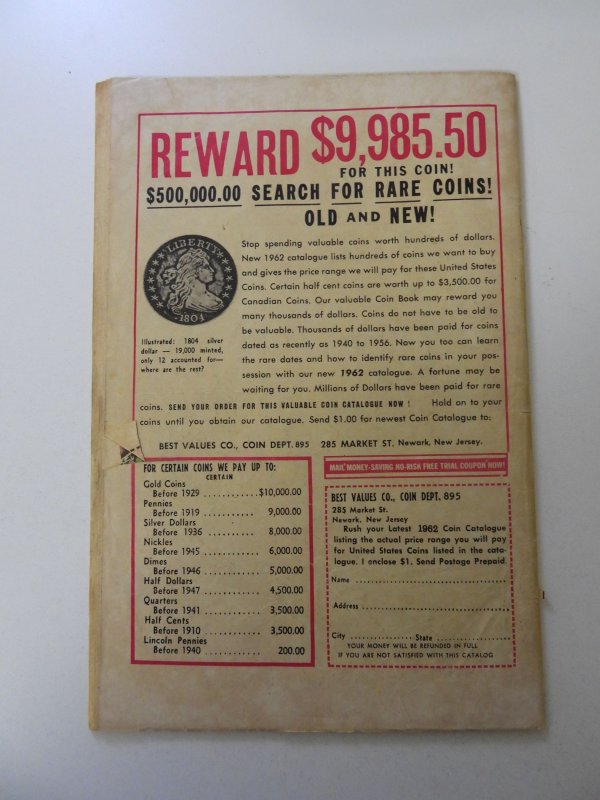 REWARD $9,985.50
FOR THIS COIN!
$500,000.00 SEARCH FOR RARE COINS!
OLD AND NEW!
LIBERTY
1804
Illustrated: 1804 silver
dollar — 19,000 minted,
only 12 accounted for—
where are the rest?
Stop spending valuable coins worth hundreds of dollars.
New 1962 catalogue lists hundreds of coins we want to buy
and gives the price range we will pay for these United States
Coins. Certain half cent coins are worth up to $3,500.00 for
Canadian Coins. Our valuable Coin Book may reward you
many thousands of dollars. Coins do not have to be old to
be valuable. Thousands of dollars have been paid for coins
dated as recently as 1940 to 1956. Now you too can learn
the rare dates and how to identify rare coins in your pos-
session with our new 1962 catalogue. A fortune may be
waiting for you. Millions of Dollars have been paid for rare
coins. SEND YOUR ORDER FOR THIS VALUABLE COIN CATALOGUE NOW ! Hold on to your
coins until you obtain our catalogue. Send $1.00 for newest Coin Catalogue to:
BEST VALUES CO., COIN DEPT. 895 285 MARKET ST. Newark, New Jersey.
FOR CERTAIN COINS WE PAY UP TO:
CERTAIN
Gold Coins
Before 1929 ............$10,000.00
Pennies
Before 1919 ............ 9,000.00
Silver Dollars
Before 1936 ............ 8,000.00
Nickles
Before 1945 ............ 6,000.00
Dimes
Before 1946 ............ 5,000.00
Half Dollars
Before 1947 ............ 4,500.00
Quarters
Before 1941 ............ 3,500.00
Half Cents
Before 1910 ............ 3,500.00
Lincoln Pennies
Before 1940 ............ 200.00
MAIL MONEY-SAVING NO-RISK FREE TRIAL COUPON NOW!
BEST VALUES CO., COIN DEPT. 895
285 Market St.
Newark, New Jersey
Rush your Latest 1962 Coin Catalogue
listing the actual price range you will pay
for United States Coins listed in the cata-
logue. I enclose $1. Send Postage Prepaid.
Name ........................................
Address ........................................
City ................ State ....................
YOUR MONEY WILL BE REFUNDED IN FULL
IF YOU ARE NOT SATISFIED WITH THIS CATALOG